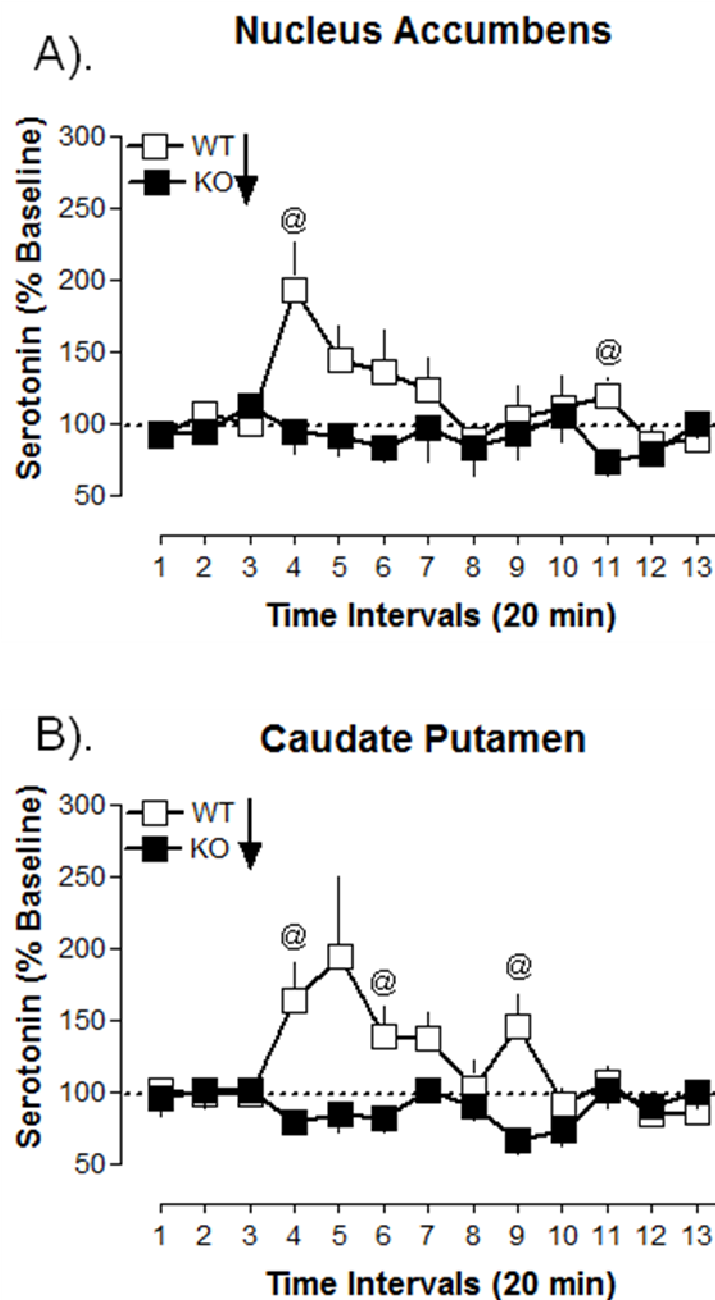 Nucleus Accumbens
A).
300
250
200
150
100
50
Serotonin (% Baseline)
WT
KO
@
@
1 2 3 4 5 6 7 8 9 10 11 12 13
Time Intervals (20 min)
B).
Caudate Putamen
300
250
200
150
100
50
Serotonin (% Baseline)
WT
KO
@
@
@
1 2 3 4 5 6 7 8 9 10 11 12 13
Time Intervals (20 min)